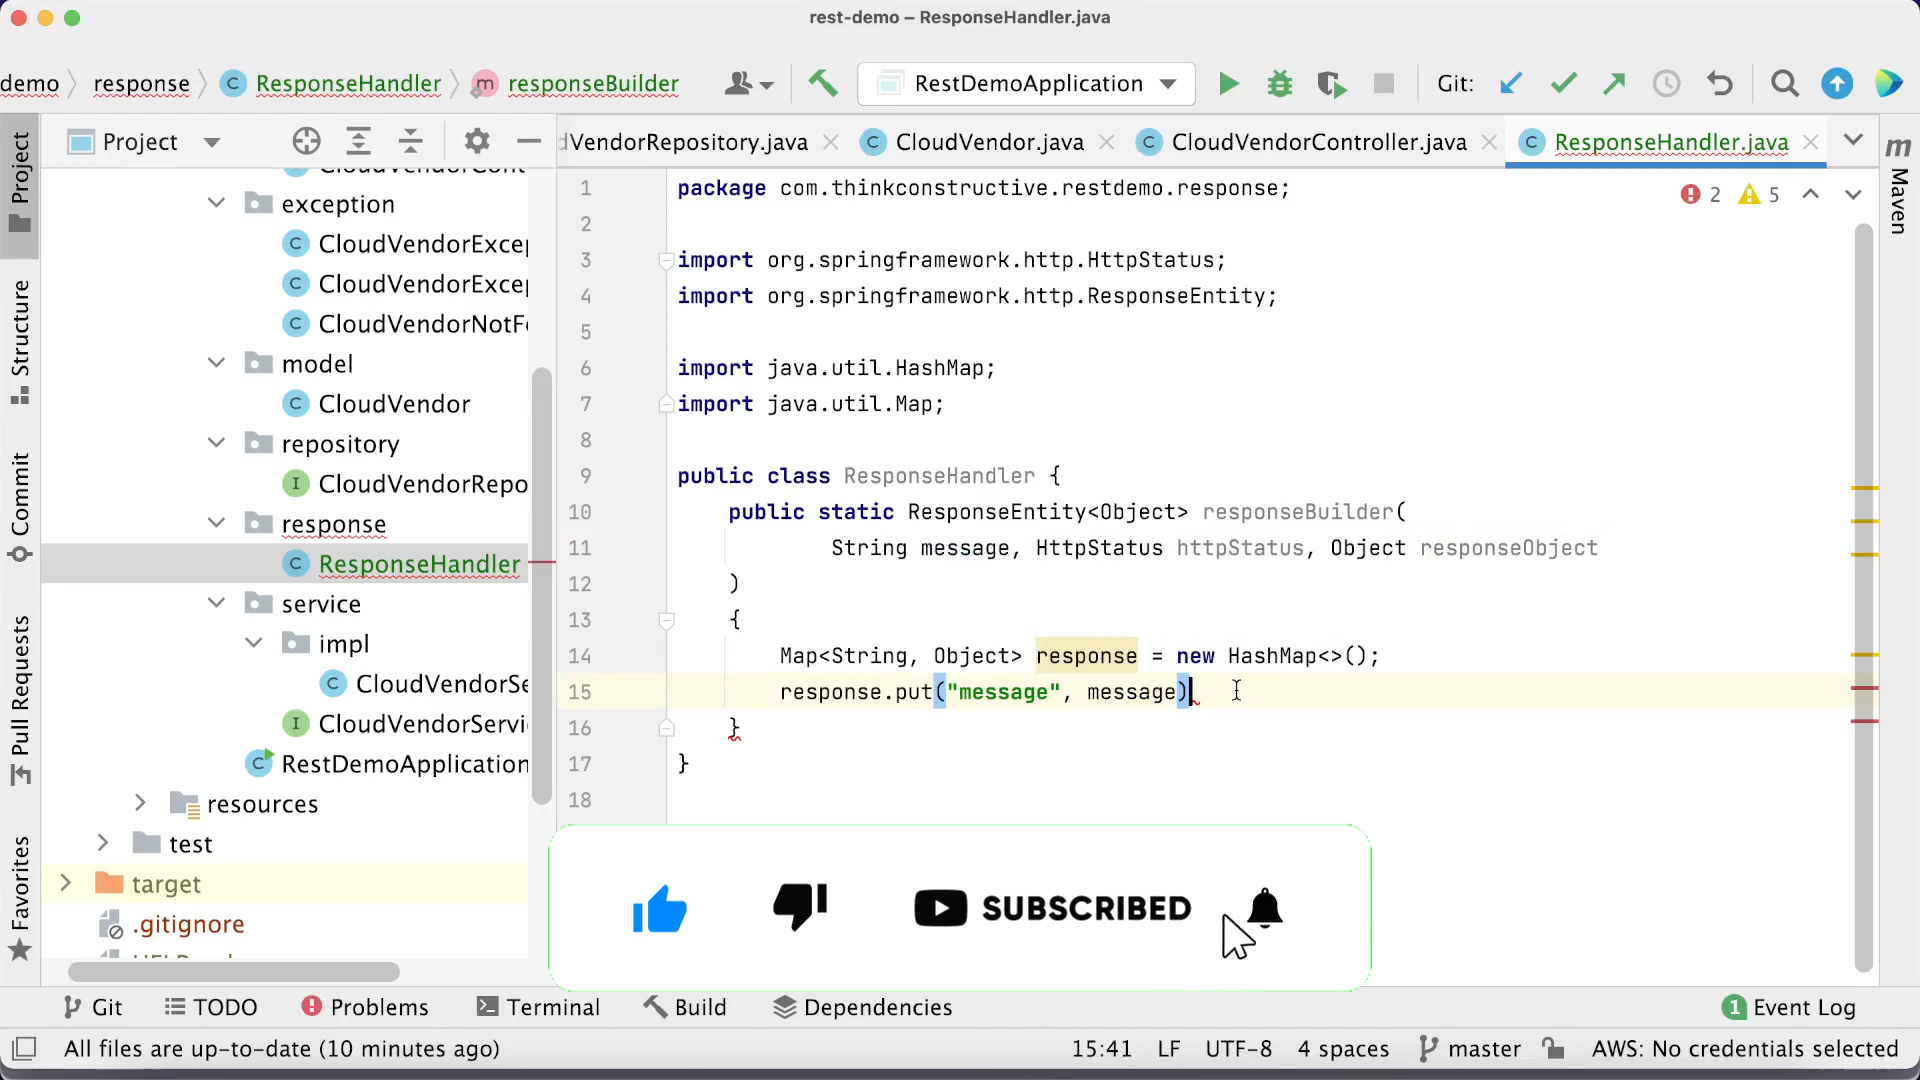 rest-demo – ResponseHandler.java
demo response ResponseHandler responseBuilder
RestDemoApplication
Git:
Project
dVendorRepository.java
CloudVendor.java
CloudVendorController.java
ResponseHandler.java
Project
Structure
Commit
Pull Requests
Favorites
Maven
exception
CloudVendorExce
CloudVendorExce
CloudVendorNotF
model
CloudVendor
repository
CloudVendorRepo
response
ResponseHandler
service
impl
CloudVendorSe
CloudVendorServi
RestDemoApplication
resources
test
target
.gitignore
2 5
1 package com.thinkconstructive.restdemo.response;
2
3 import org.springframework.http.HttpStatus;
4 import org.springframework.http.ResponseEntity;
5
6 import java.util.HashMap;
7 import java.util.Map;
8
9 public class ResponseHandler {
10 public static ResponseEntity<Object> responseBuilder(
11 String message, HttpStatus httpStatus, Object responseObject
12 )
13 {
14 Map<String, Object> response = new HashMap<>();
15 response.put("message", message)
16 }
17 }
18
SUBSCRIBED
Git TODO Problems Terminal Build Dependencies 1 Event Log
All files are up-to-date (10 minutes ago) 15:41 LF UTF-8 4 spaces master AWS: No credentials selected